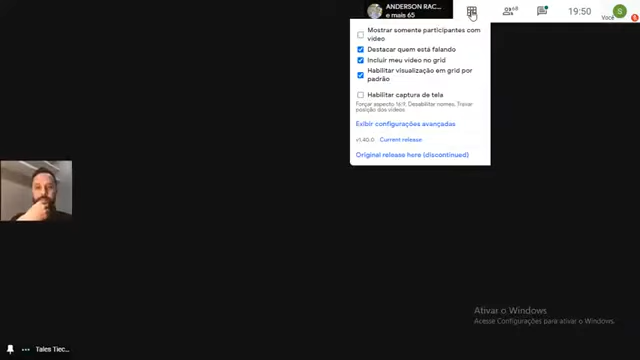 ANDERSON RAC...
e mais 65
68
19:50
Você
S
Mostrar somente participantes com
vídeo
Destacar quem está falando
Incluir meu vídeo no grid
Habilitar visualização em grid por
padrão
Habilitar captura de tela
Forçar aspecto 16:9, Desabilitar nomes, Travar
posição dos vídeos
Exibir configurações avançadas
v1.40.0 Current release
Original release here (discontinued)
Ativar o Windows
Acesse Configurações para ativar o Windows.
Tales Tiec...